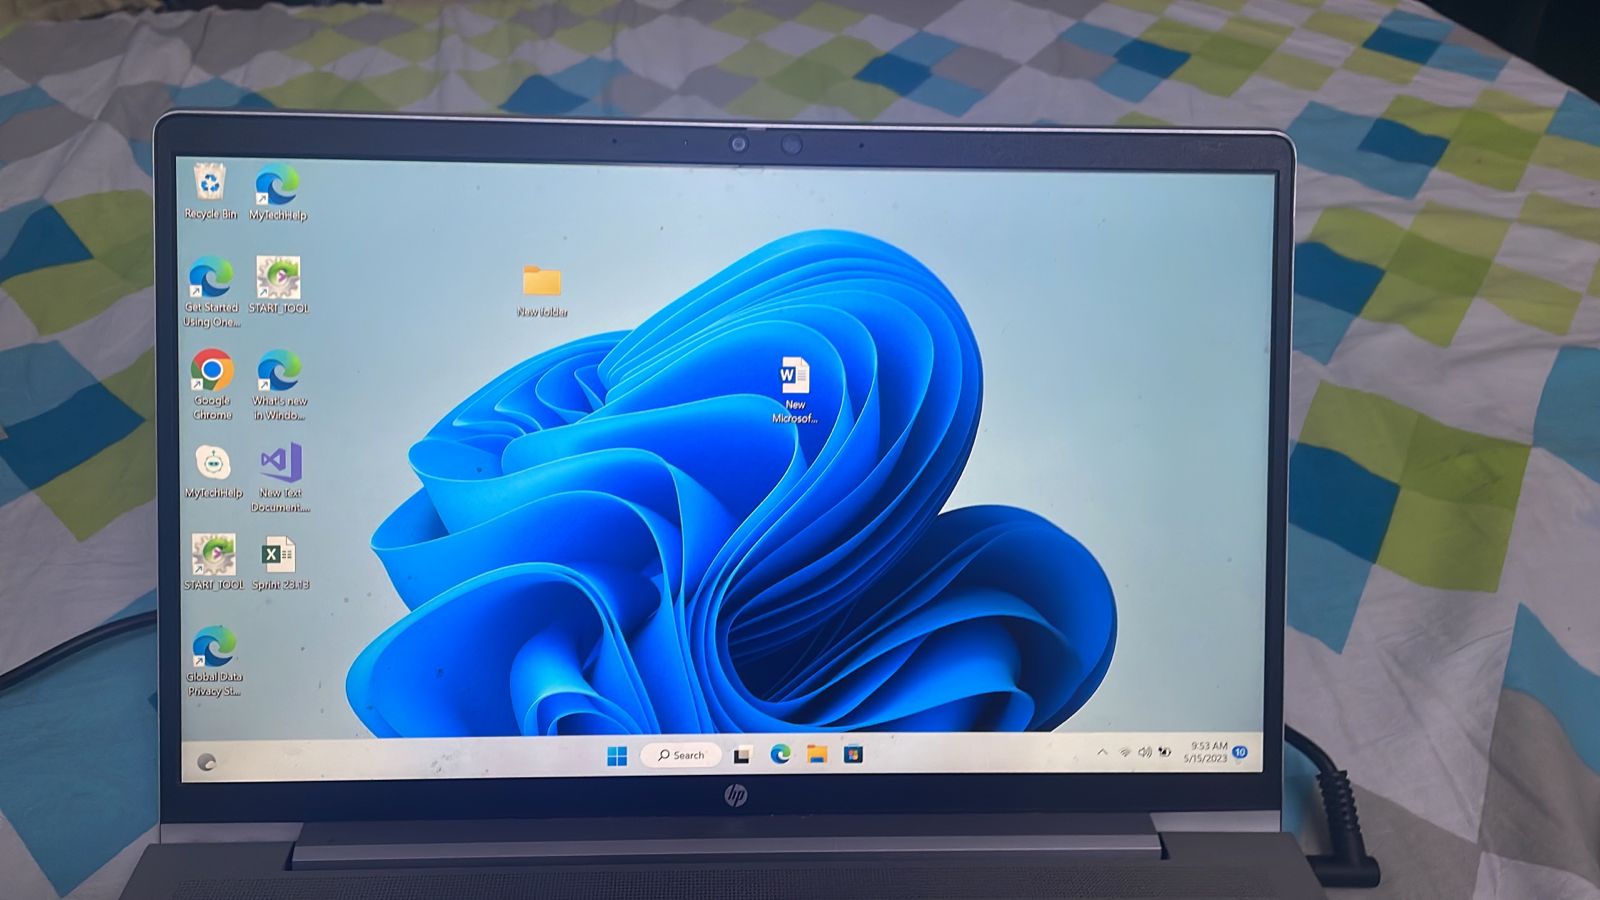 Recycle Bin
MyTechHelp
Get Started
Using One...
START_TOOL
Google
Chrome
What's new
in Windo...
MyTechHelp
New Text
Document....
START_TOOL
Sprint 23.13
Global Data
Privacy St...
New folder
W
New
Microsof...
X
Search
9:53 AM
5/15/2023
10
hp